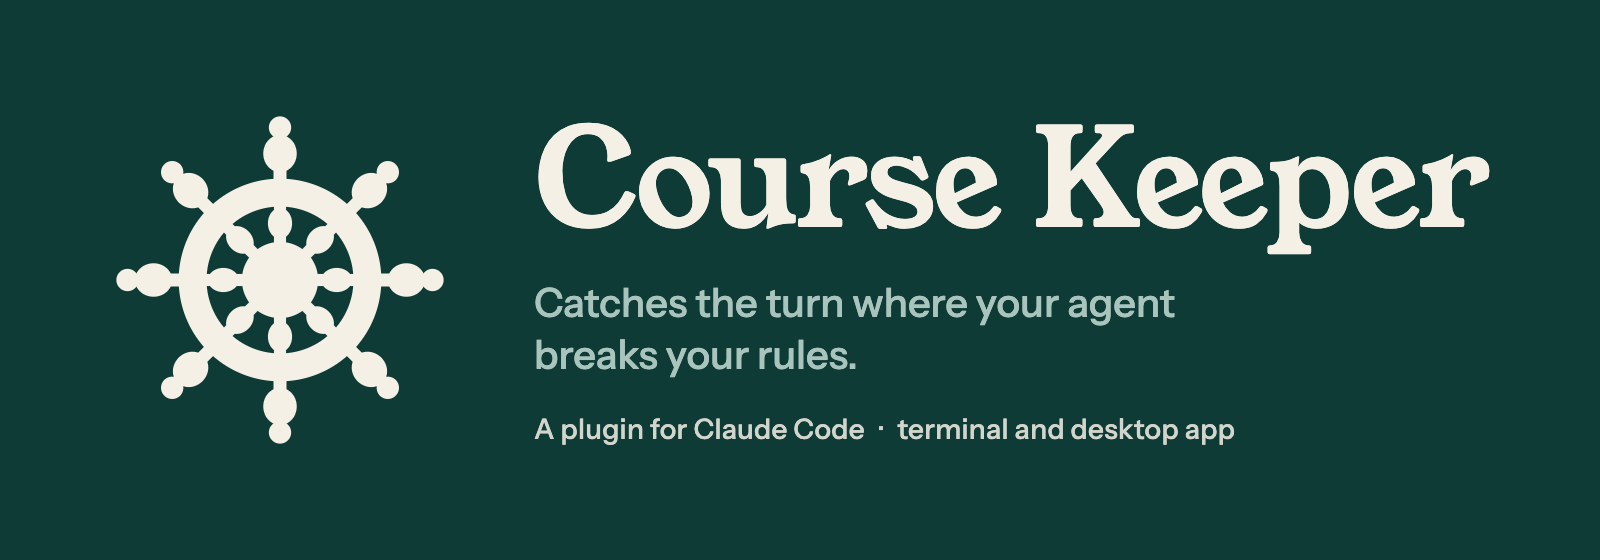 Course Keeper
Catches the turn where your agent
breaks your rules.
A plugin for Claude Code · terminal and desktop app